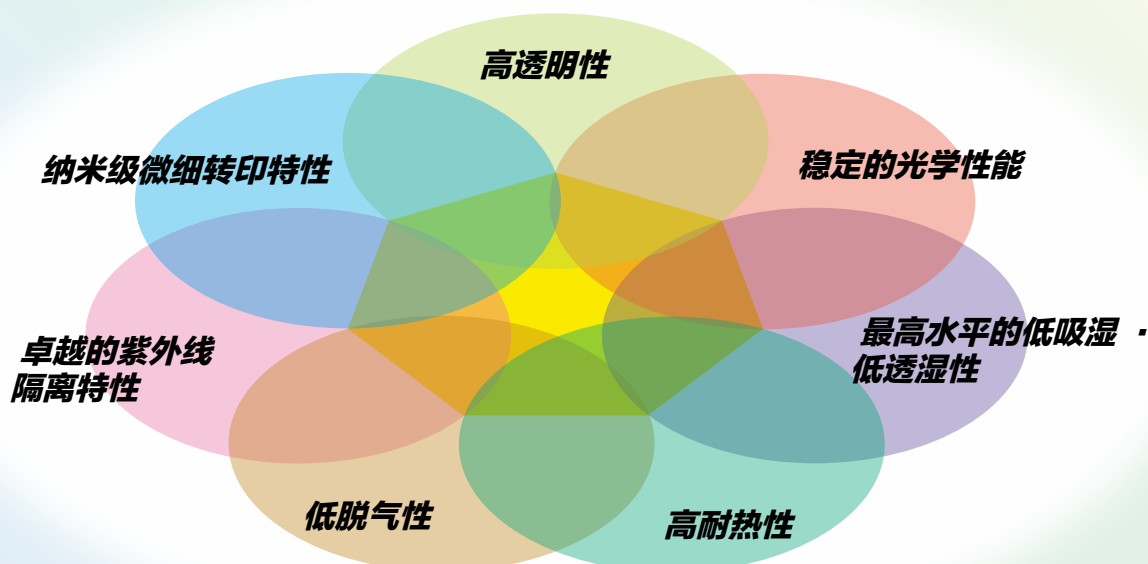 高透明性
纳米级微细转印特性
稳定的光学性能
卓越的紫外线
隔离特性
最高水平的低吸湿 ·
低透湿性
低脱气性
高耐热性